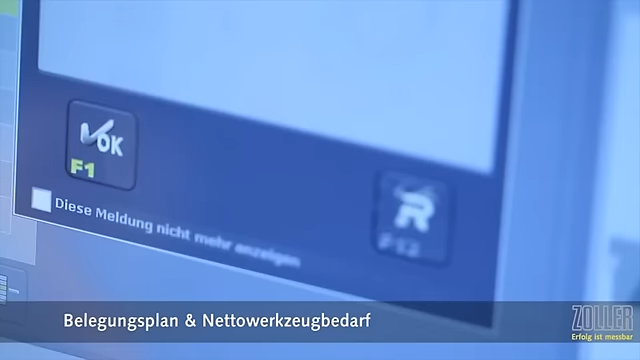 OK
F1
R
F12
Diese Meldung nicht mehr anzeigen
Belegungsplan & Nettowerkzeugbedarf
ZOLLER
Erfolg ist messbar